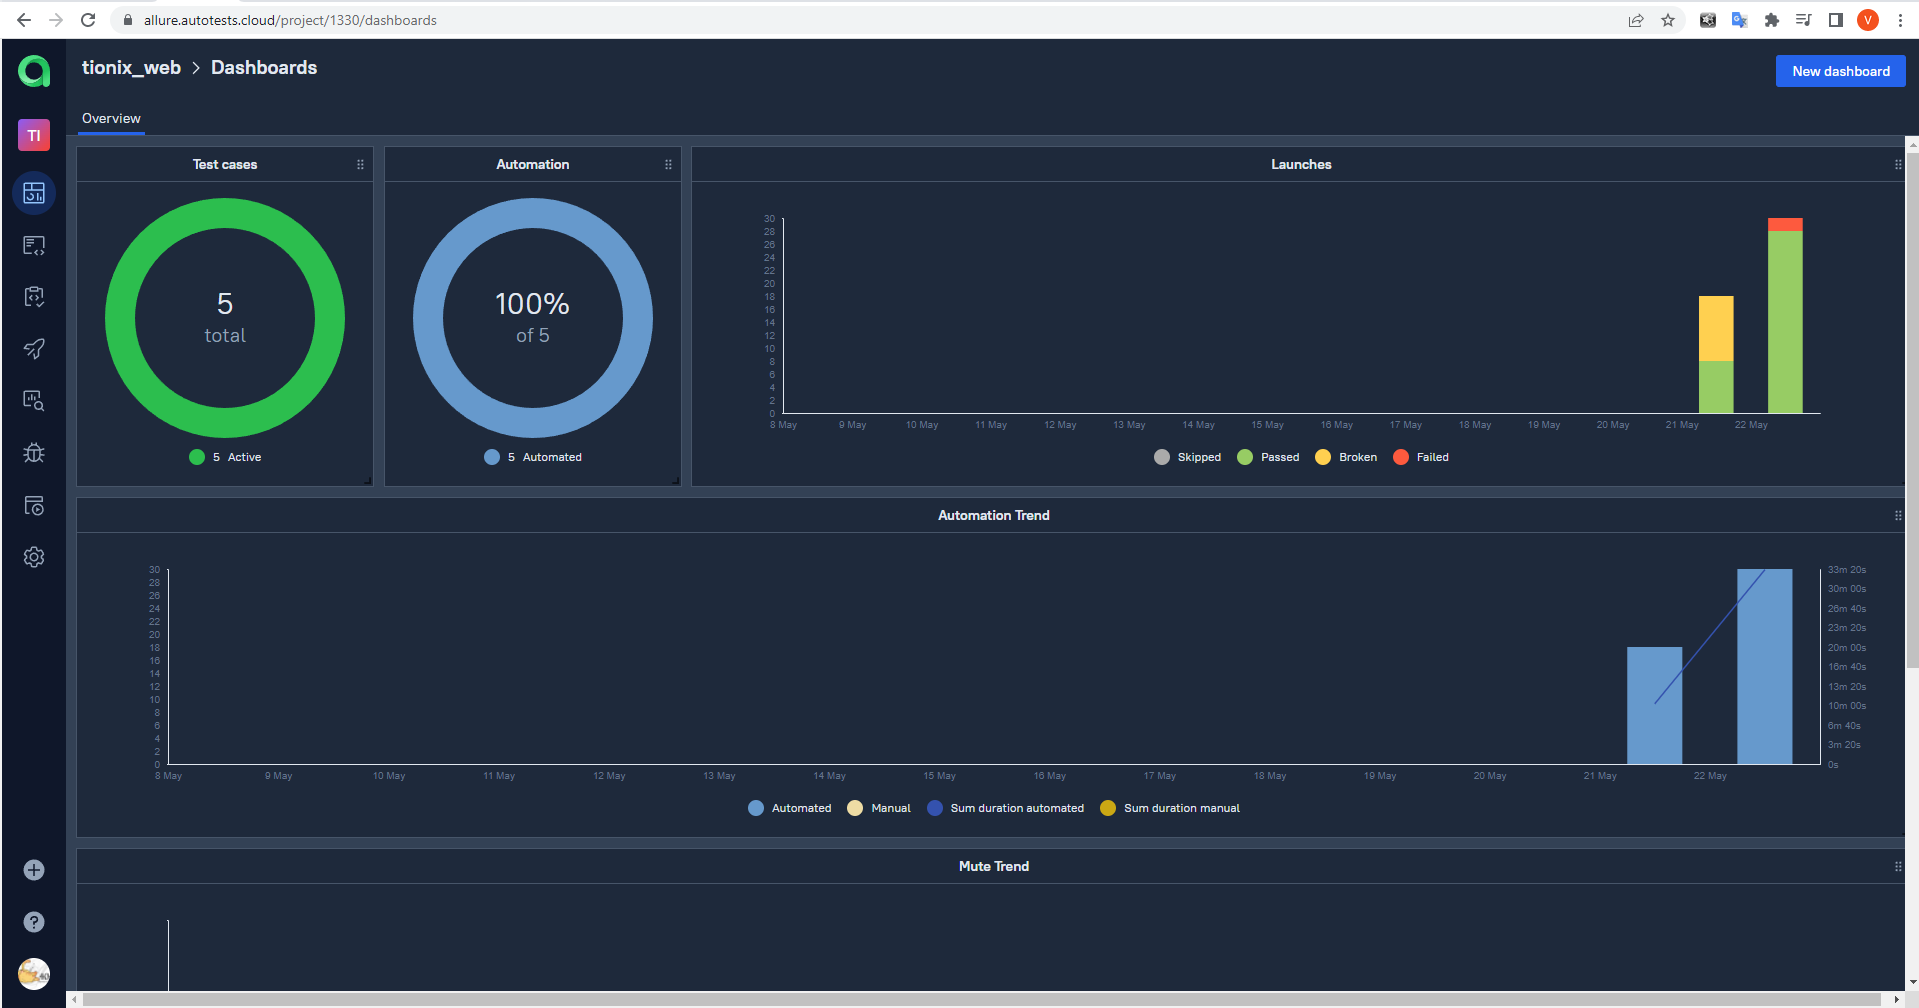 allure.autotests.cloud/project/1330/dashboards
V
tionix_web > Dashboards
New dashboard
TI
Overview
Test cases
5
total
5 Active
Automation
100%
of 5
5 Automated
Launches
30
28
26
24
22
20
18
16
14
12
10
8
6
4
2
0
8 May 9 May 10 May 11 May 12 May 13 May 14 May 15 May 16 May 17 May 18 May 19 May 20 May 21 May 22 May
Skipped Passed Broken Failed
Automation Trend
30
28
26
24
22
20
18
16
14
12
10
8
6
4
2
0
33m 20s
30m 00s
26m 40s
23m 20s
20m 00s
16m 40s
13m 20s
10m 00s
6m 40s
3m 20s
0s
8 May 9 May 10 May 11 May 12 May 13 May 14 May 15 May 16 May 17 May 18 May 19 May 20 May 21 May 22 May
Automated Manual Sum duration automated Sum duration manual
Mute Trend